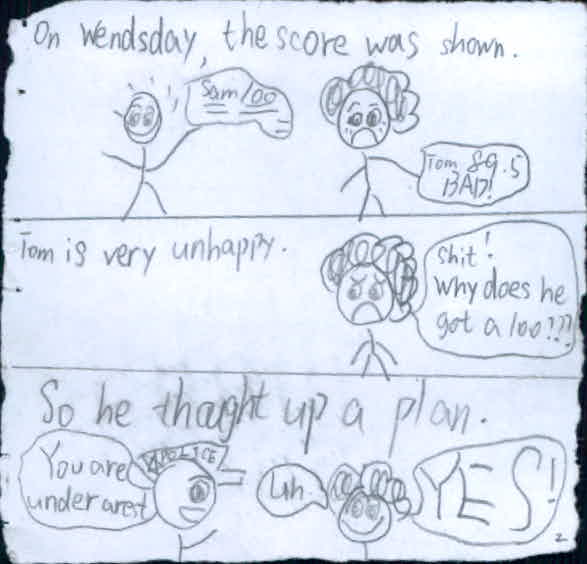 On Wendsday, the score was shown.
Sam 100
Tom 89.5
BAD!
Tom is very unhappy.
Shit!
Why does he
got a 100???
So he thaght up a plan.
POLICE
You are
under arest
Uh
YES!
2